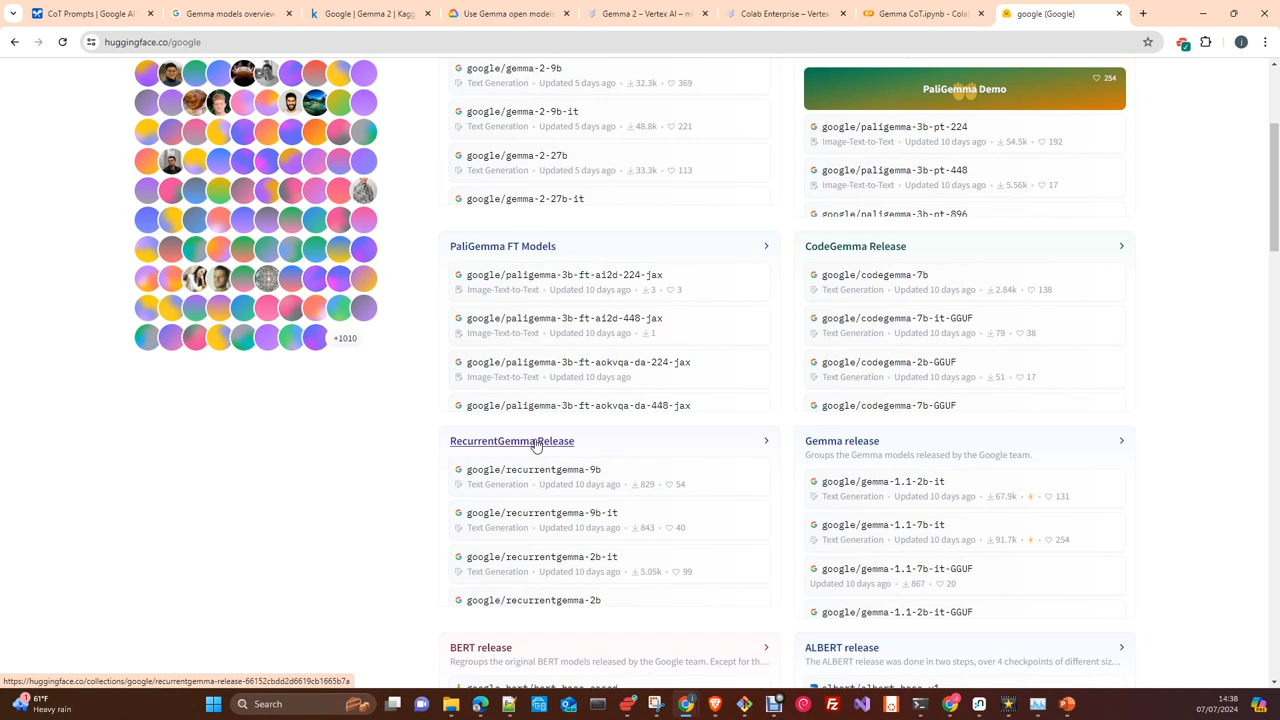 CoT Prompts | Google AI
Gemma models overview
Google | Gemma 2 | Kagg
Use Gemma open models
Gemma 2 – Vertex AI – m
Colab Enterprise – Vertex
Gemma CoT.ipynb - Cola
google (Google)
huggingface.co/google
+1010
google/gemma-2-9b
Text Generation • Updated 5 days ago • 32.3k • 369
google/gemma-2-9b-it
Text Generation • Updated 5 days ago • 48.8k • 221
google/gemma-2-27b
Text Generation • Updated 5 days ago • 33.3k • 113
google/gemma-2-27b-it
254
PaliGemma Demo
google/paligemma-3b-pt-224
Image-Text-to-Text • Updated 10 days ago • 54.5k • 192
google/paligemma-3b-pt-448
Image-Text-to-Text • Updated 10 days ago • 5.56k • 17
google/paligemma-3b-pt-896
PaliGemma FT Models
google/paligemma-3b-ft-ai2d-224-jax
Image-Text-to-Text • Updated 10 days ago • 3 • 3
google/paligemma-3b-ft-ai2d-448-jax
Image-Text-to-Text • Updated 10 days ago • 1
google/paligemma-3b-ft-aokvqa-da-224-jax
Image-Text-to-Text • Updated 10 days ago
google/paligemma-3b-ft-aokvqa-da-448-jax
CodeGemma Release
google/codegemma-7b
Text Generation • Updated 10 days ago • 2.84k • 138
google/codegemma-7b-it-GGUF
Text Generation • Updated 10 days ago • 79 • 38
google/codegemma-2b-GGUF
Text Generation • Updated 10 days ago • 51 • 17
google/codegemma-7b-GGUF
RecurrentGemma Release
google/recurrentgemma-9b
Text Generation • Updated 10 days ago • 829 • 54
google/recurrentgemma-9b-it
Text Generation • Updated 10 days ago • 843 • 40
google/recurrentgemma-2b-it
Text Generation • Updated 10 days ago • 5.05k • 99
google/recurrentgemma-2b
Gemma release
Groups the Gemma models released by the Google team.
google/gemma-1.1-2b-it
Text Generation • Updated 10 days ago • 67.9k • 131
google/gemma-1.1-7b-it
Text Generation • Updated 10 days ago • 91.7k • 254
google/gemma-1.1-7b-it-GGUF
Updated 10 days ago • 867 • 20
google/gemma-1.1-2b-it-GGUF
BERT release
Regroups the original BERT models released by the Google team. Except for th...
ALBERT release
The ALBERT release was done in two steps, over 4 checkpoints of different siz...
https://huggingface.co/collections/google/recurrentgemma-release-66152cbdd2d6619cb1665b7a
61°F
Heavy rain
Search
14:38
07/07/2024